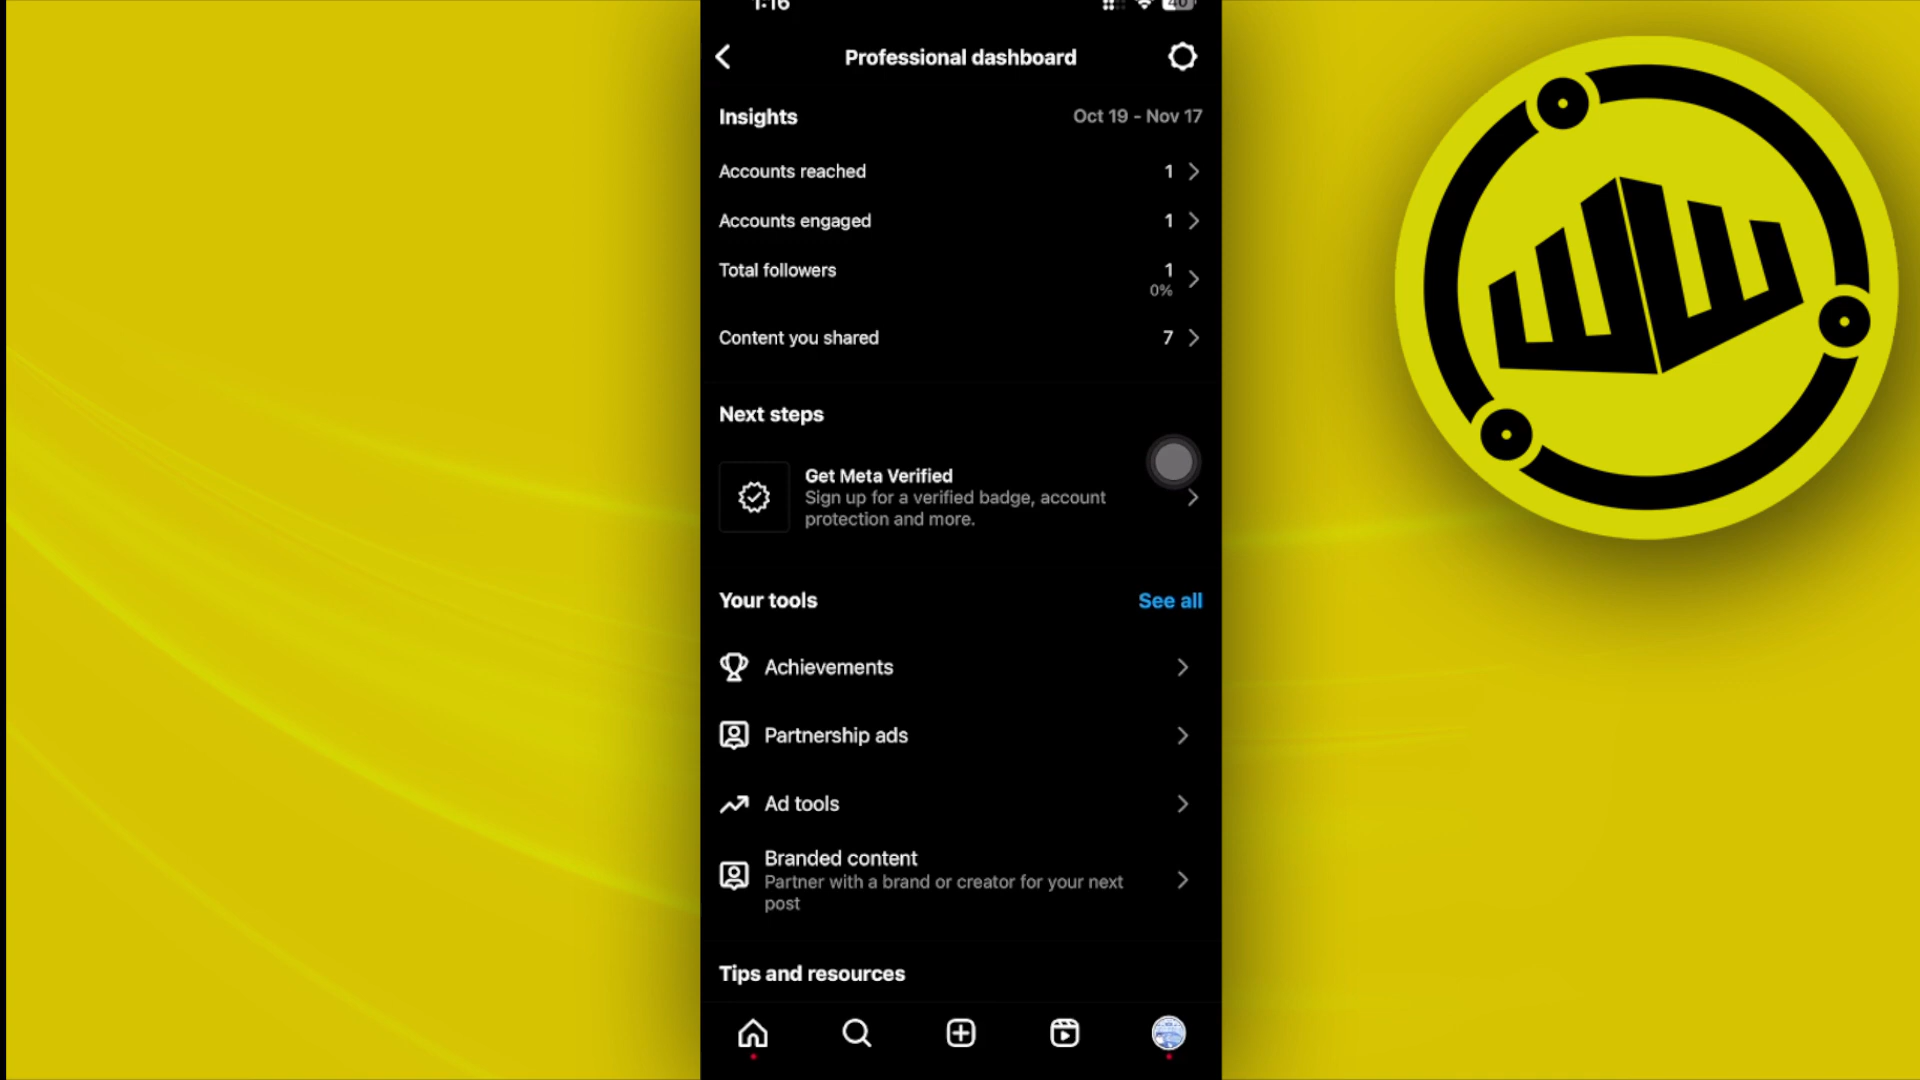 1:16
40
Professional dashboard
Insights
Oct 19 - Nov 17
Accounts reached
1
Accounts engaged
1
Total followers
1
0%
Content you shared
7
Next steps
Get Meta Verified
Sign up for a verified badge, account
protection and more.
Your tools
See all
Achievements
Partnership ads
Ad tools
Branded content
Partner with a brand or creator for your next
post
Tips and resources